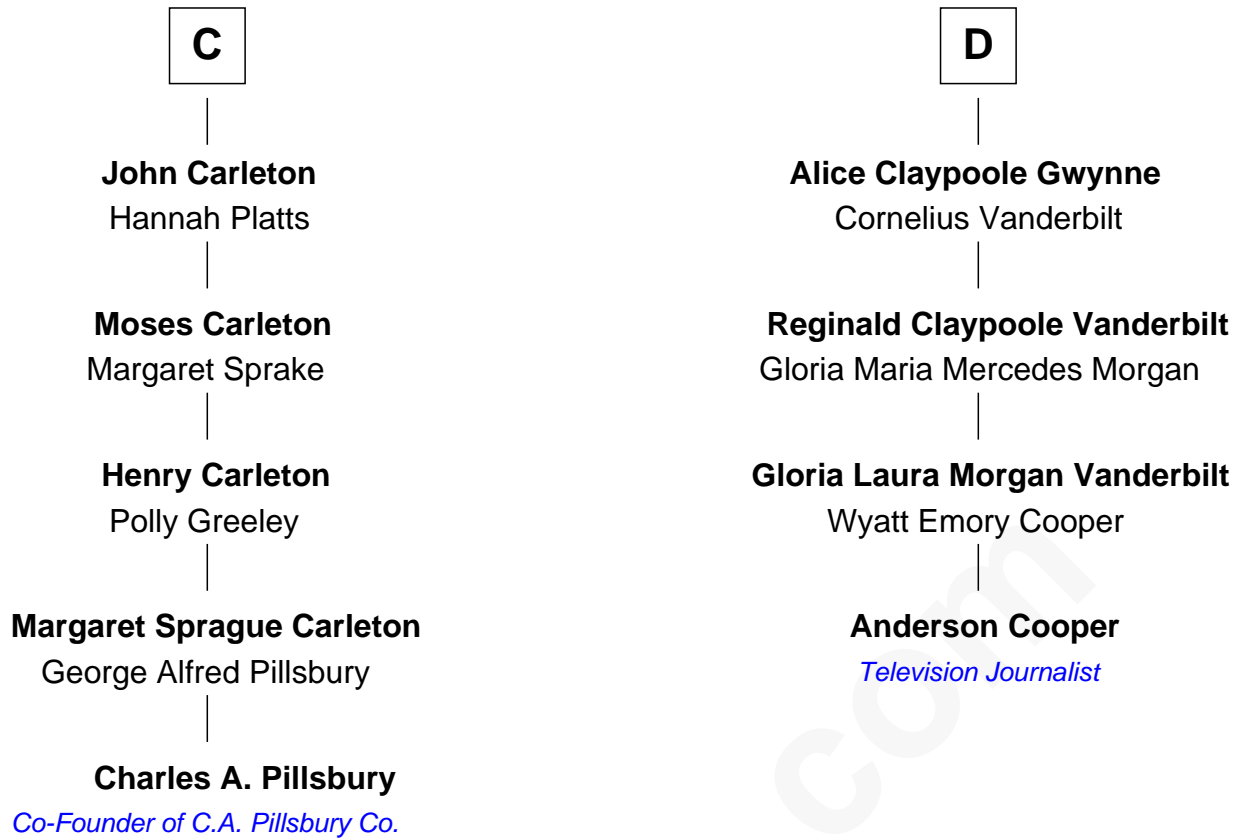 C
John Carleton
Hannah Platts
Moses Carleton
Margaret Sprake
Henry Carleton
Polly Greeley
Margaret Sprague Carleton
George Alfred Pillsbury
Charles A. Pillsbury
Co-Founder of C.A. Pillsbury Co.
D
Alice Claypoole Gwynne
Cornelius Vanderbilt
Reginald Claypoole Vanderbilt
Gloria Maria Mercedes Morgan
Gloria Laura Morgan Vanderbilt
Wyatt Emory Cooper
Anderson Cooper
Television Journalist
com